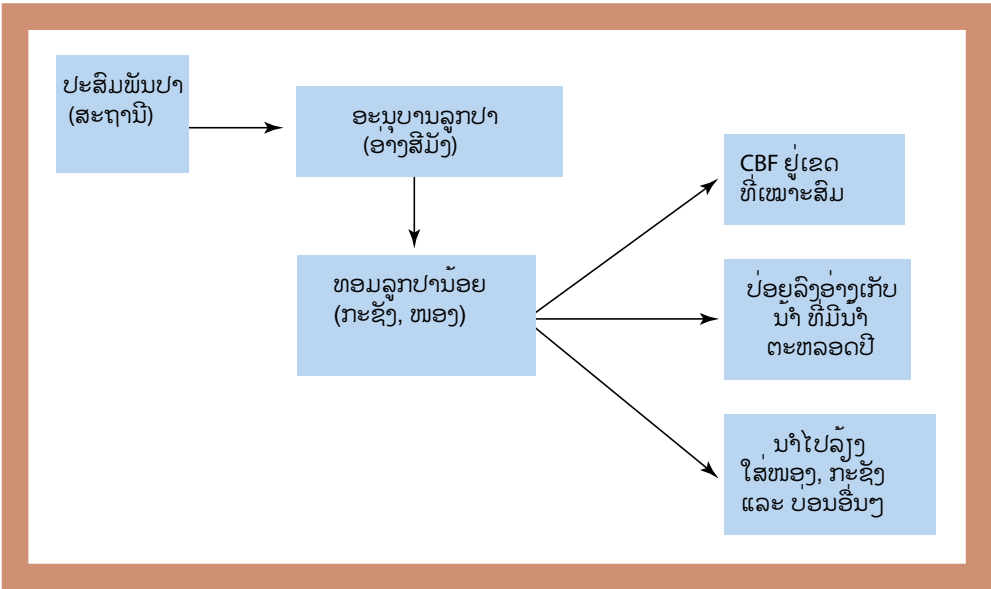 ປະສົມພັນປາ
(ສະຖານີ)
ອະນຸບານລູກປາ
(ອ່າງສີມັງ)
ທອມລູກປານ້ອຍ
(ກະຊັງ, ໜອງ)
CBF ຢູ່ເຂດ
ທີ່ເໝາະສົມ
ປ່ອຍລົງອ່າງເກັບ
ນ້ຳ ທີ່ມີນ້ຳ
ຕະຫລອດປີ
ນຳໄປລ້ຽງ
ໃສ່ໜອງ, ກະຊັງ
ແລະ ບ່ອນອື່ນໆ